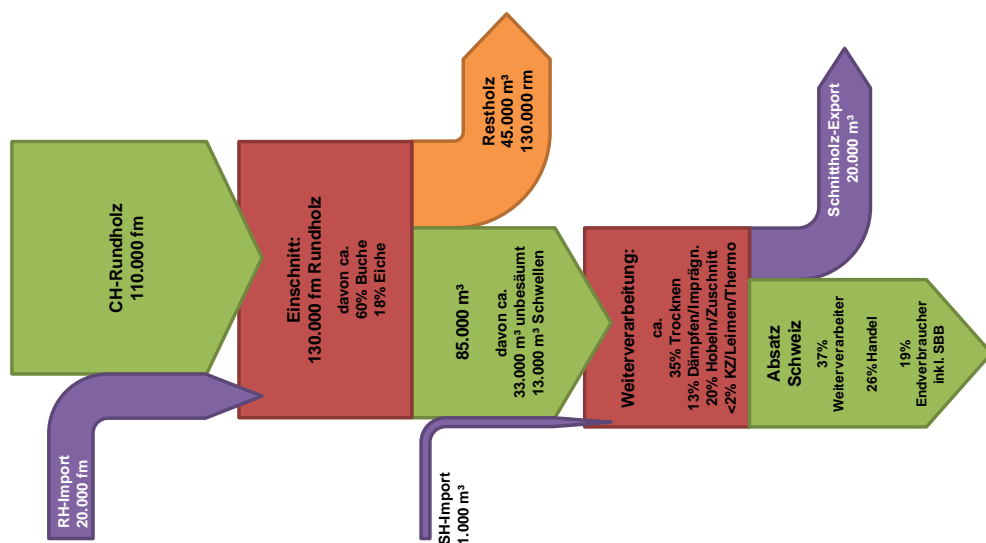 CH-Rundholz
110.000 fm
RH-Import
20.000 fm
Einschnitt:
130.000 fm Rundholz
davon ca.
60% Buche
18% Eiche
Restholz
45.000 m³
130.000 rm
85.000 m³
davon ca.
33.000 m³ unbesäumt
13.000 m³ Schwellen
SH-Import
1.000 m³
Weiterverarbeitung:
ca.
35% Trocknen
13% Dämpfen/Imprägn.
20% Hobeln/Zuschnitt
<2% KZ/Leimen/Thermo
Schnittholz-Export
20.000 m³
Absatz
Schweiz
37%
Weiterverarbeiter
26%Handel
19%
Endverbraucher
inkl. SBB